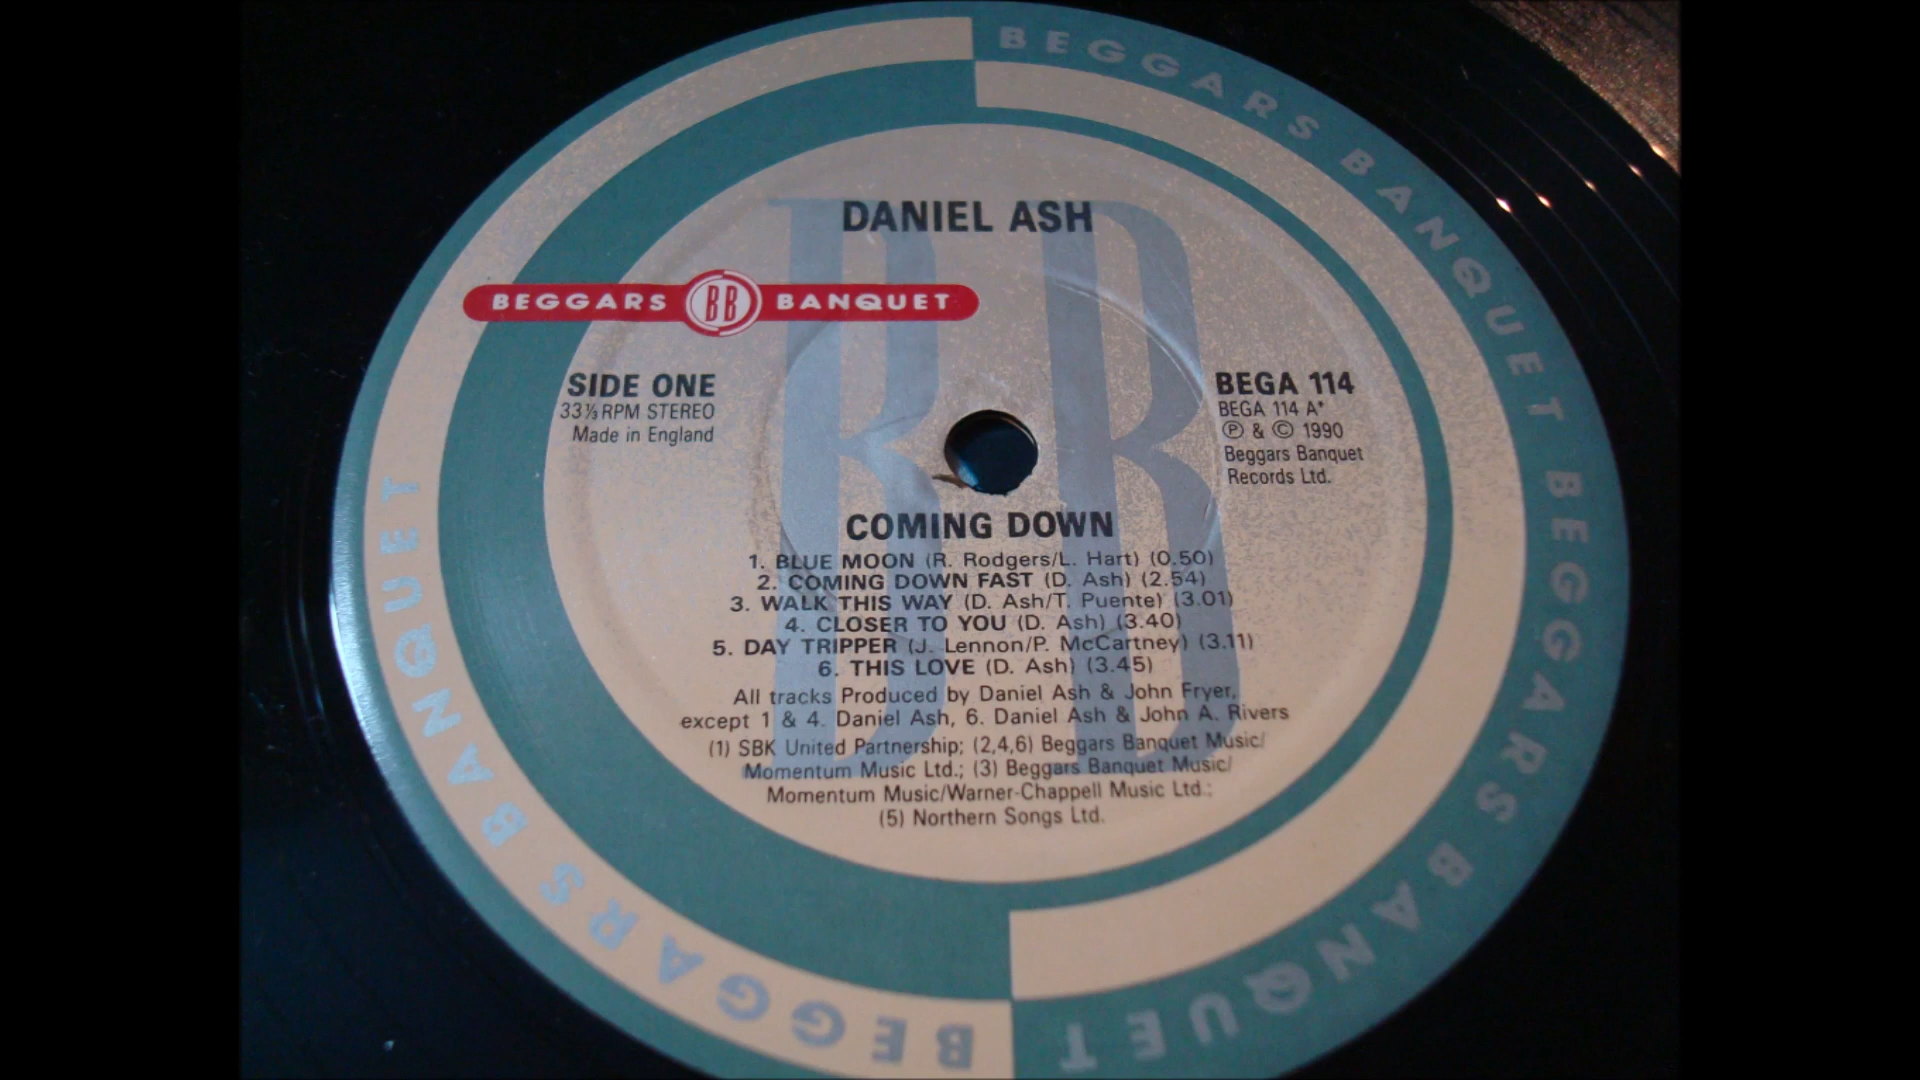 BEGGARS BANQUET BEGGARS BANQUET
BEGGARS BANQUET
DANIEL ASH
BEGGARS BB BANQUET
SIDE ONE
33⅓ RPM STEREO
Made in England
BEGA 114
BEGA 114 A*
Ⓟ & © 1990
Beggars Banquet
Records Ltd.
COMING DOWN
1. BLUE MOON (R. Rodgers/L. Hart) (0.50)
2. COMING DOWN FAST (D. Ash) (2.54)
3. WALK THIS WAY (D. Ash/T. Puente) (3.01)
4. CLOSER TO YOU (D. Ash) (3.40)
5. DAY TRIPPER (J. Lennon/P. McCartney) (3.11)
6. THIS LOVE (D. Ash) (3.45)
All tracks Produced by Daniel Ash & John Fryer,
except 1 & 4. Daniel Ash, 6. Daniel Ash & John A. Rivers
(1) SBK United Partnership; (2,4,6) Beggars Banquet Music/
Momentum Music Ltd.; (3) Beggars Banquet Music/
Momentum Music/Warner-Chappell Music Ltd.;
(5) Northern Songs Ltd.
BB